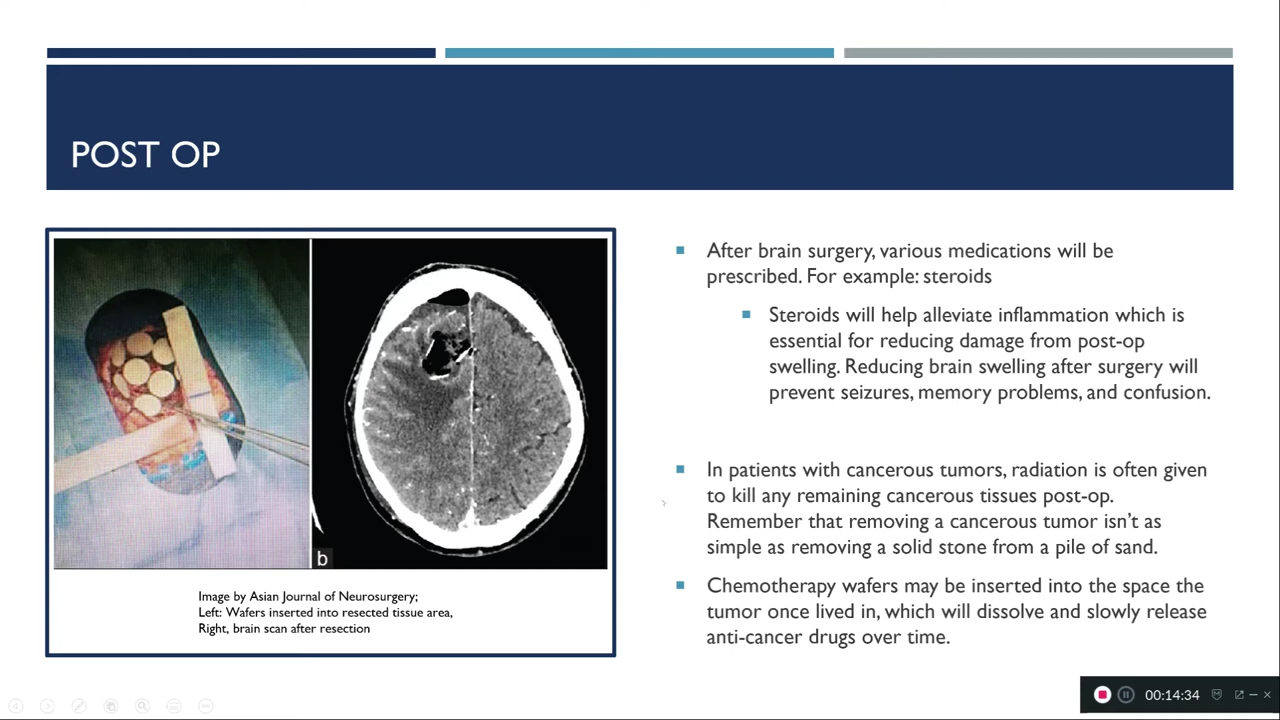 POST OP
b
Image by Asian Journal of Neurosurgery;
Left: Wafers inserted into resected tissue area,
Right, brain scan after resection
After brain surgery, various medications will be
prescribed. For example: steroids
Steroids will help alleviate inflammation which is
essential for reducing damage from post-op
swelling. Reducing brain swelling after surgery will
prevent seizures, memory problems, and confusion.
In patients with cancerous tumors, radiation is often given
to kill any remaining cancerous tissues post-op.
Remember that removing a cancerous tumor isn't as
simple as removing a solid stone from a pile of sand.
Chemotherapy wafers may be inserted into the space the
tumor once lived in, which will dissolve and slowly release
anti-cancer drugs over time.
00:14:34